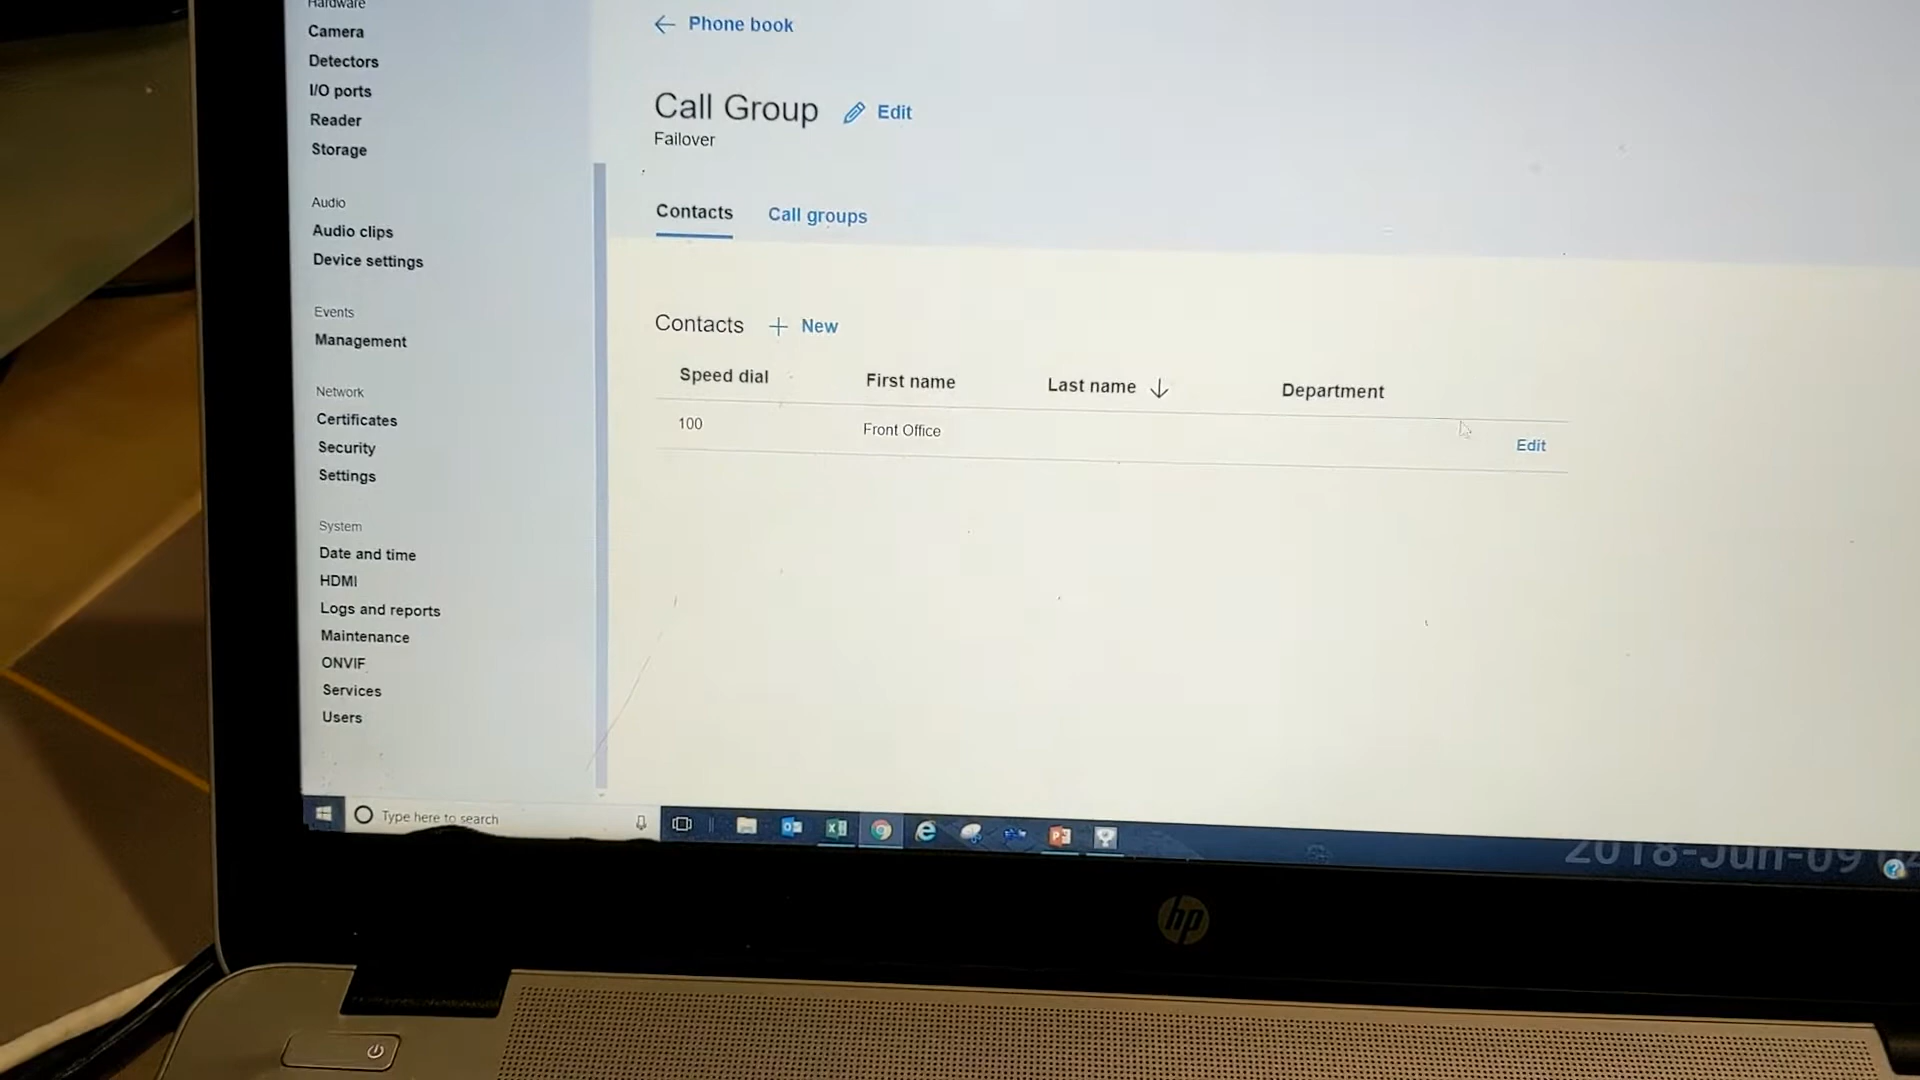 Hardware
Camera
Detectors
I/O ports
Reader
Storage
Audio
Audio clips
Device settings
Events
Management
Network
Certificates
Security
Settings
System
Date and time
HDMI
Logs and reports
Maintenance
ONVIF
Services
Users
Phone book
Call Group Edit
Failover
Contacts Call groups
Contacts + New
Speed dial First name Last name Department
100 Front Office Edit
Type here to search
2018-Jun-09
hp